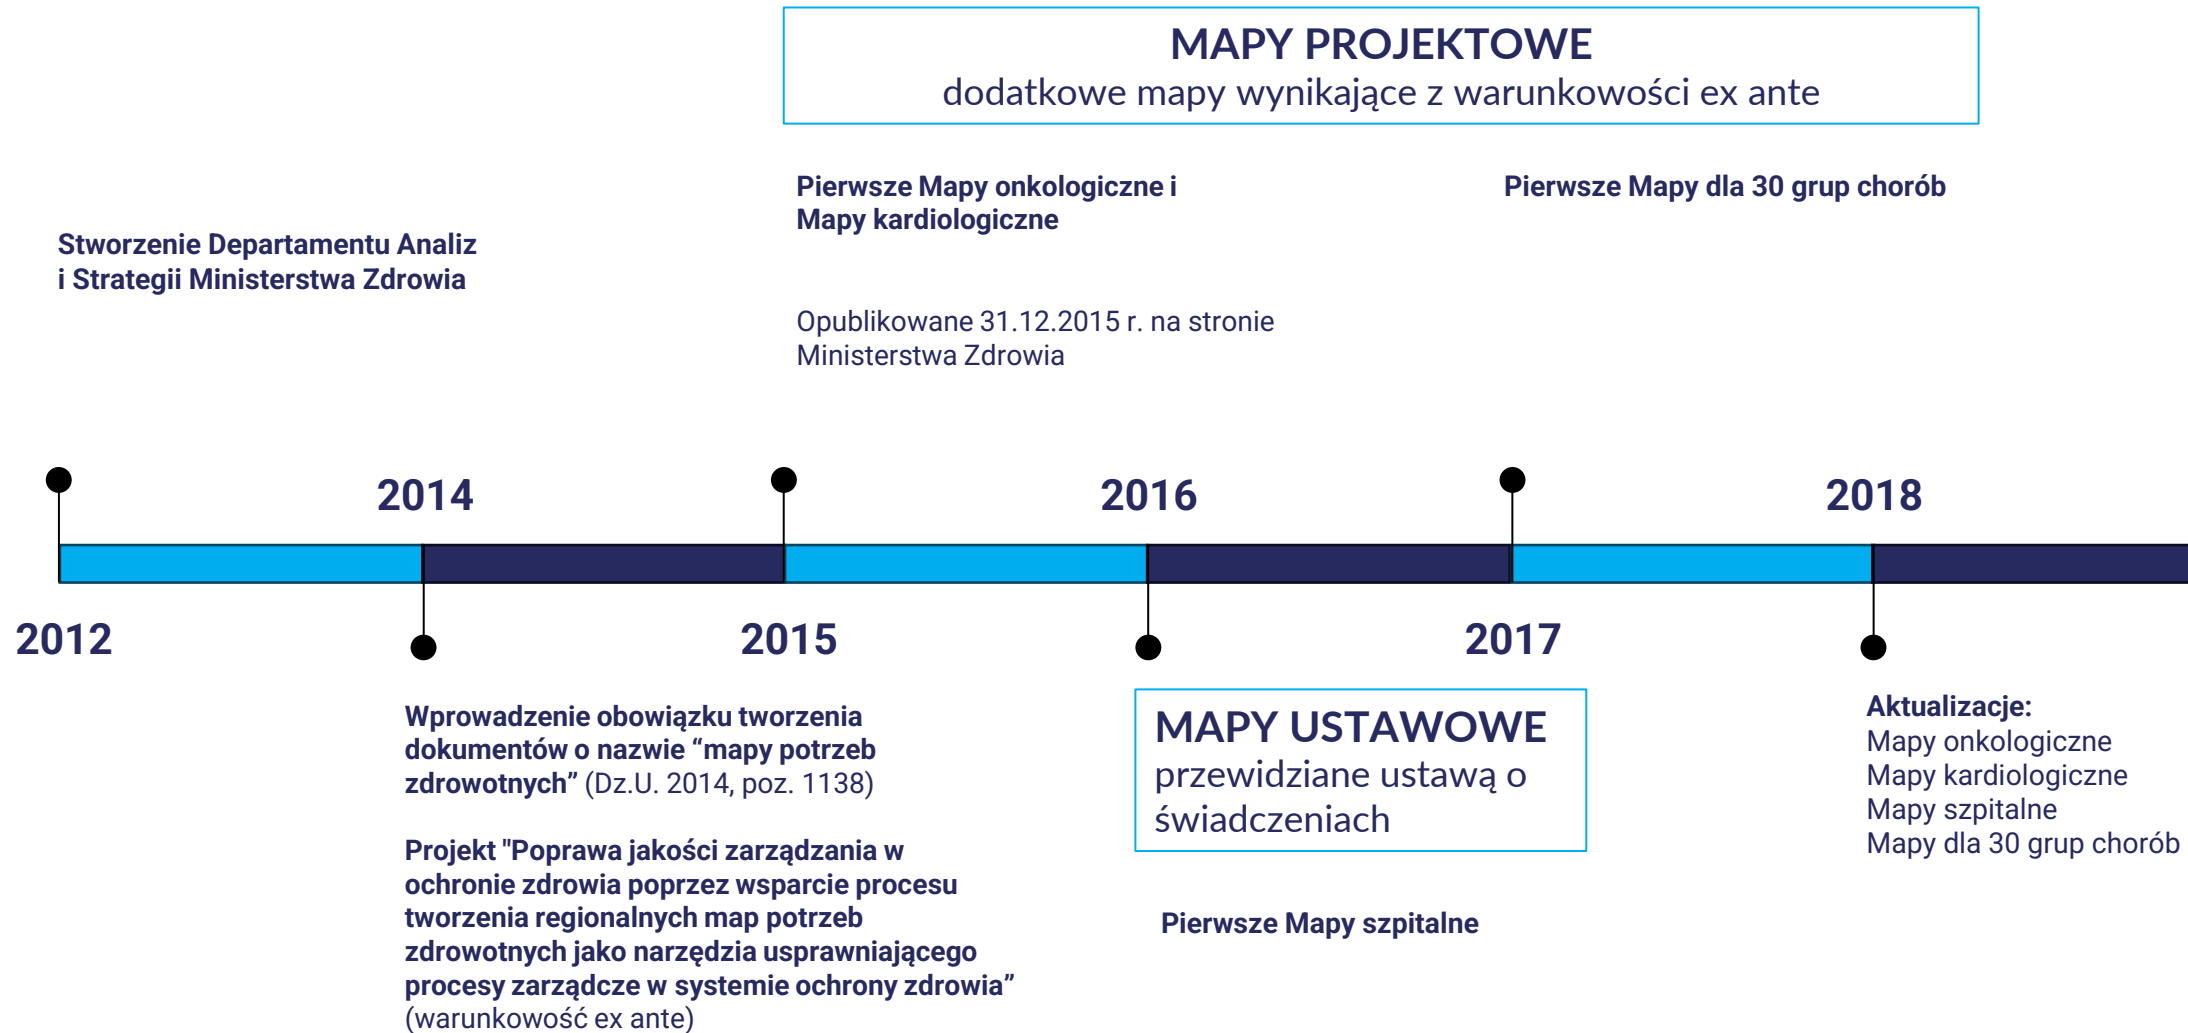 MAPY PROJEKTOWE
dodatkowe mapy wynikające z warunkowości ex ante
Stworzenie Departamentu Analiz
i Strategii Ministerstwa Zdrowia
Pierwsze Mapy onkologiczne i
Mapy kardiologiczne
Opublikowane 31.12.2015 r. na stronie
Ministerstwa Zdrowia
Pierwsze Mapy dla 30 grup chorób
2014
2016
2018
2012
2015
2017
Wprowadzenie obowiązku tworzenia
dokumentów o nazwie “mapy potrzeb
zdrowotnych” (Dz.U. 2014, poz. 1138)
Projekt "Poprawa jakości zarządzania w
ochronie zdrowia poprzez wsparcie procesu
tworzenia regionalnych map potrzeb
zdrowotnych jako narzędzia usprawniającego
procesy zarządcze w systemie ochrony zdrowia”
(warunkowość ex ante)
MAPY USTAWOWE
przewidziane ustawą o
świadczeniach
Pierwsze Mapy szpitalne
Aktualizacje:
Mapy onkologiczne
Mapy kardiologiczne
Mapy szpitalne
Mapy dla 30 grup chorób